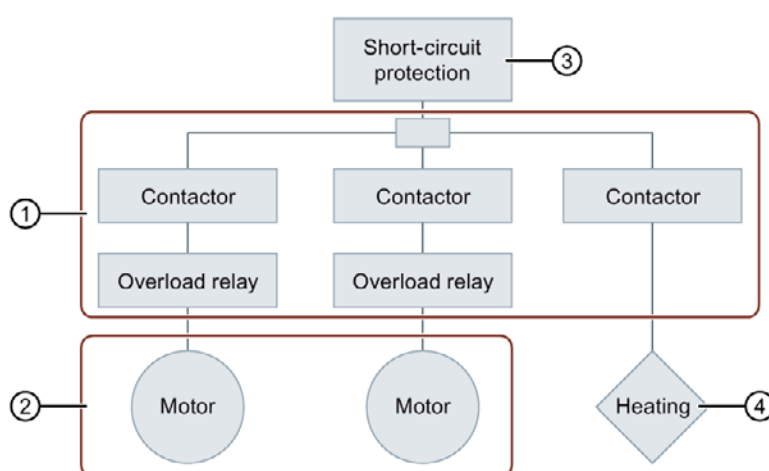 Short-circuit
protection
3
Contactor
Contactor
Contactor
1
Overload relay
Overload relay
2
Motor
Motor
Heating
4